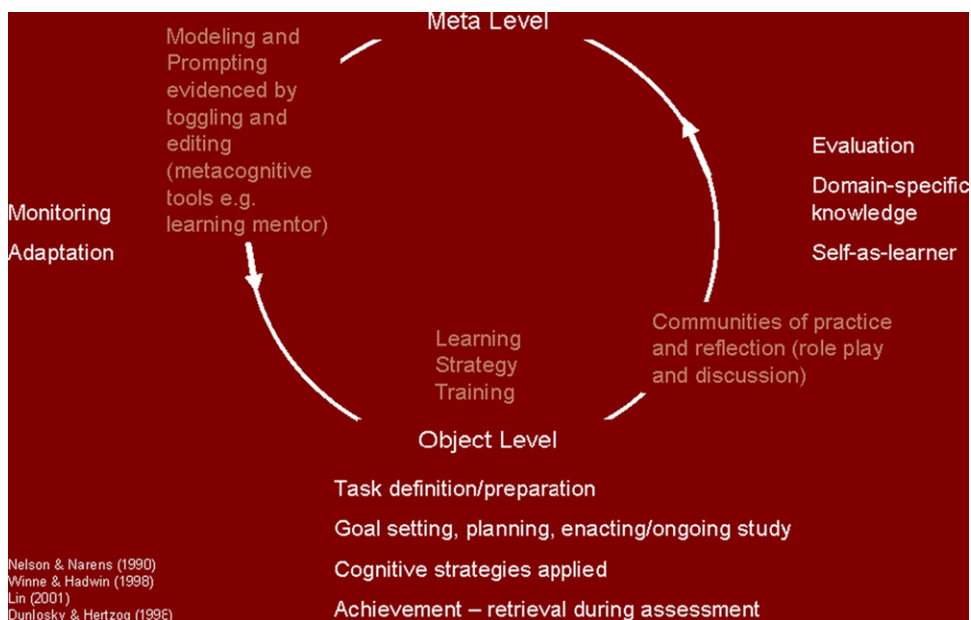 Meta Level
Modeling and
Prompting
evidenced by
toggling and
editing
(metacognitive
tools e.g.
learning mentor)
Monitoring
Adaptation
Evaluation
Domain-specific
knowledge
Self-as-learner
Learning
Strategy
Training
Communities of practice
and reflection (role play
and discussion)
Object Level
Task definition/preparation
Goal setting, planning, enacting/ongoing study
Cognitive strategies applied
Achievement – retrieval during assessment
Nelson & Narens (1990)
Winne & Hadwin (1998)
Lin (2001)
Dunlosky & Hertzog (1998)